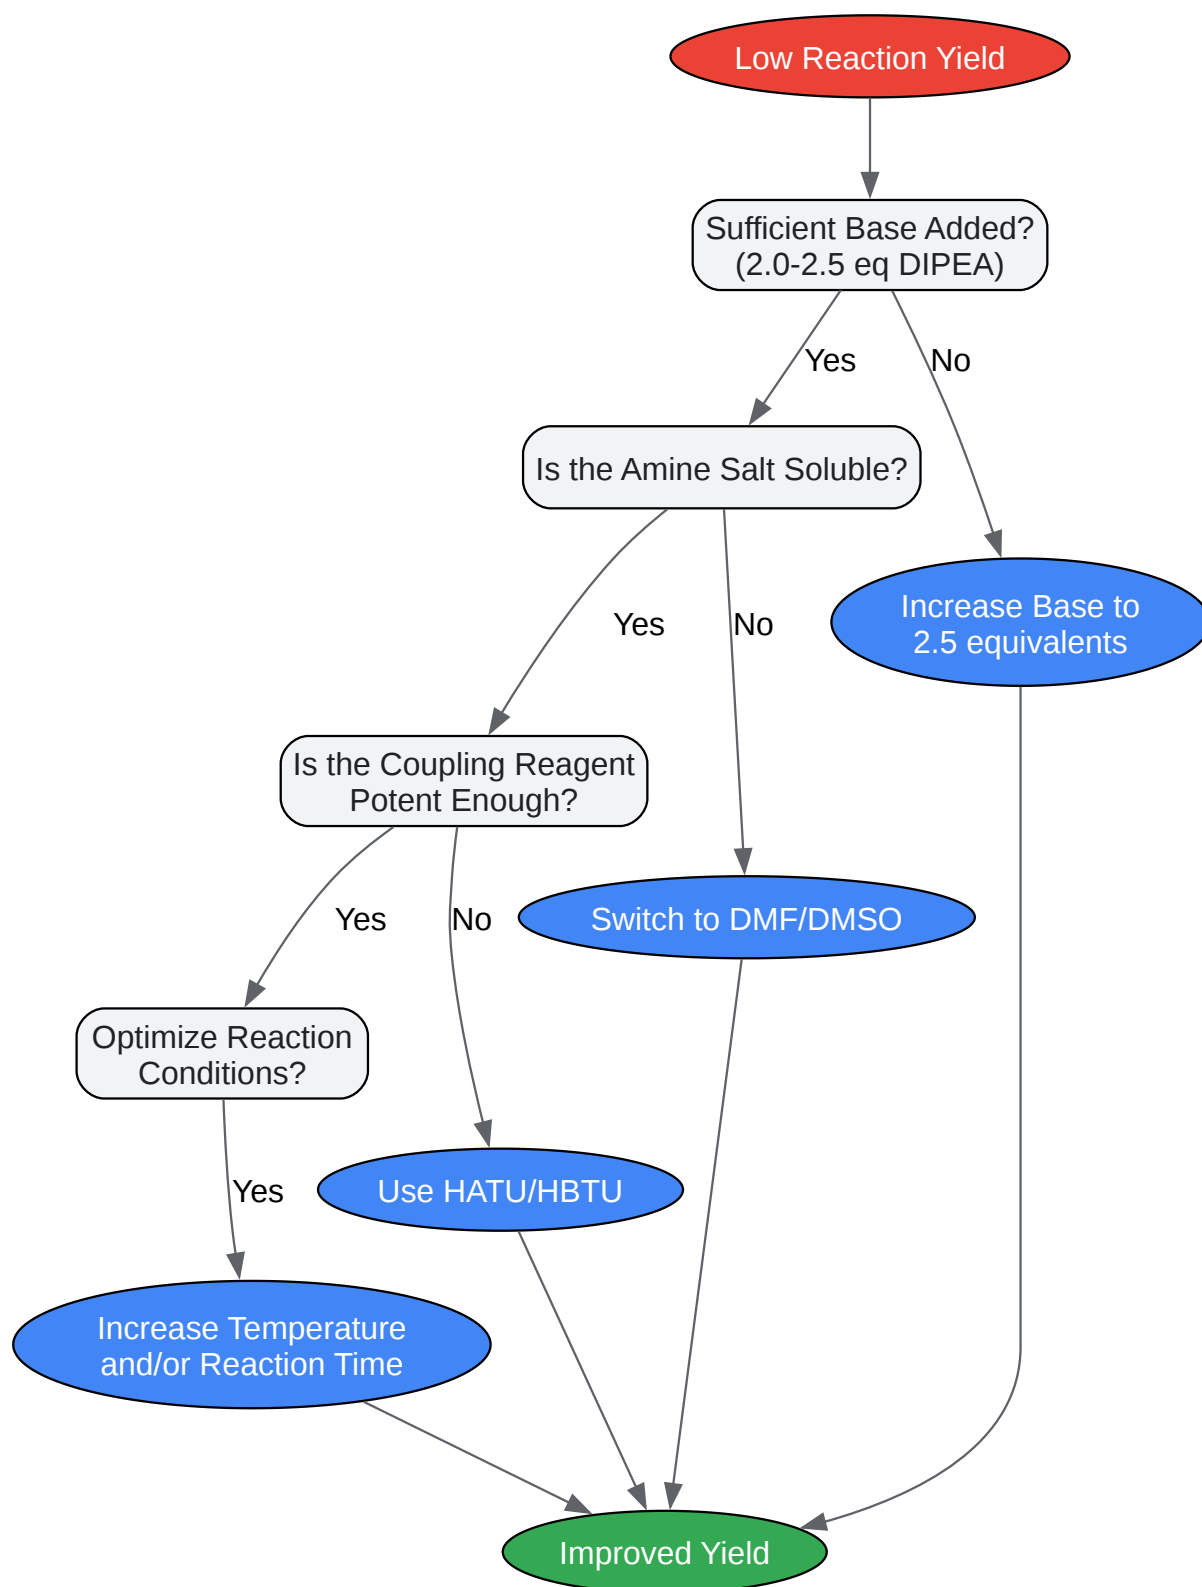 Low Reaction Yield
Sufficient Base Added?
(2.0-2.5 eq DIPEA)
Yes
No
Is the Amine Salt Soluble?
Increase Base to
2.5 equivalents
Yes
No
Is the Coupling Reagent
Potent Enough?
Yes
No
Switch to DMF/DMSO
Optimize Reaction
Conditions?
Yes
Use HATU/HBTU
Increase Temperature
and/or Reaction Time
Improved Yield